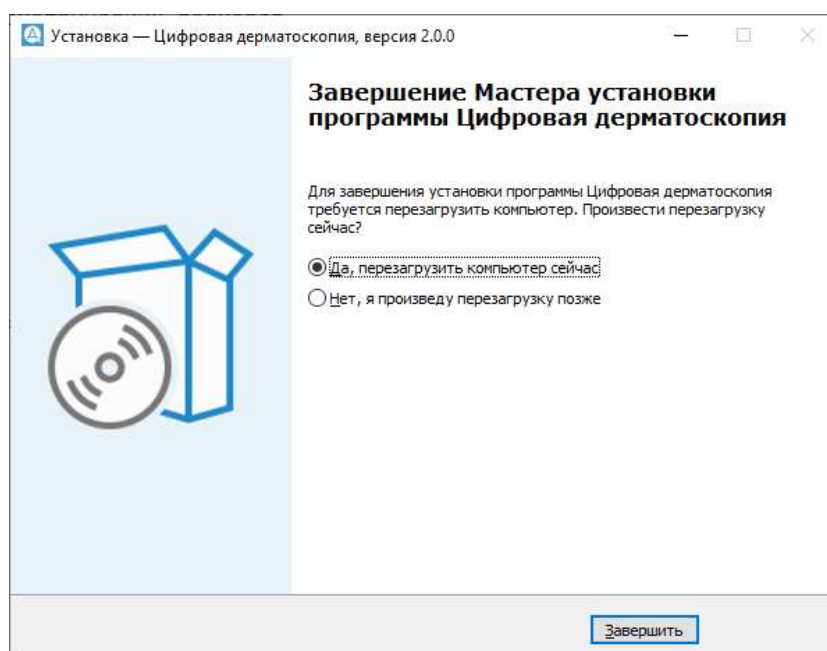 Установка — Цифровая дерматоскопия, версия 2.0.0
Завершение Мастера установки
программы Цифровая дерматоскопия
Для завершения установки программы Цифровая дерматоскопия
требуется перезагрузить компьютер. Произвести перезагрузку
сейчас?
Да, перезагрузить компьютер сейчас
Нет, я произведу перезагрузку позже
Завершить